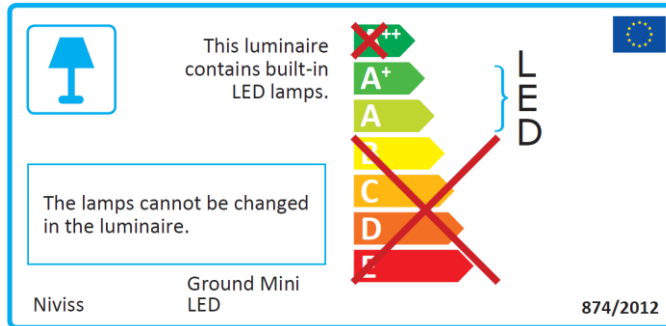 This luminaire
contains built-in
LED lamps.
A++
A+
A
B
C
D
E
L
E
D
The lamps cannot be changed
in the luminaire.
Niviss
Ground Mini
LED
874/2012